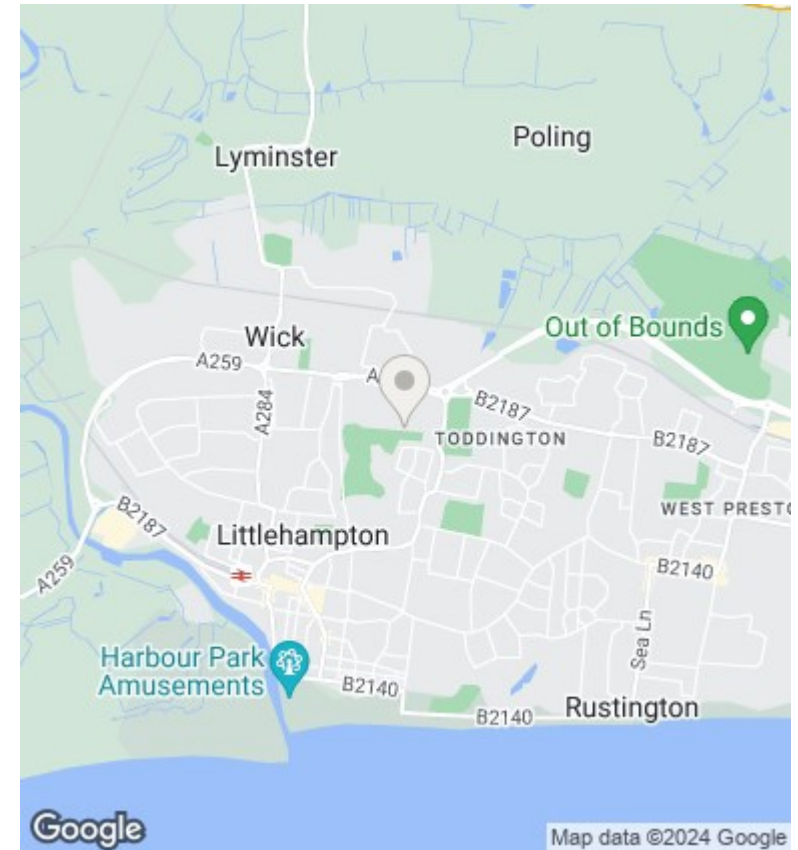 Poling
Lyminster
Out of Bounds
Wick
A259
A
B2187
A284
TODDINGTON
B2187
WEST PRESTO
B2187
Littlehampton
B2140
A259
Sea Ln
Harbour Park
Amusements
B2140
B2140
Rustington
Google
Map data ©2024 Google